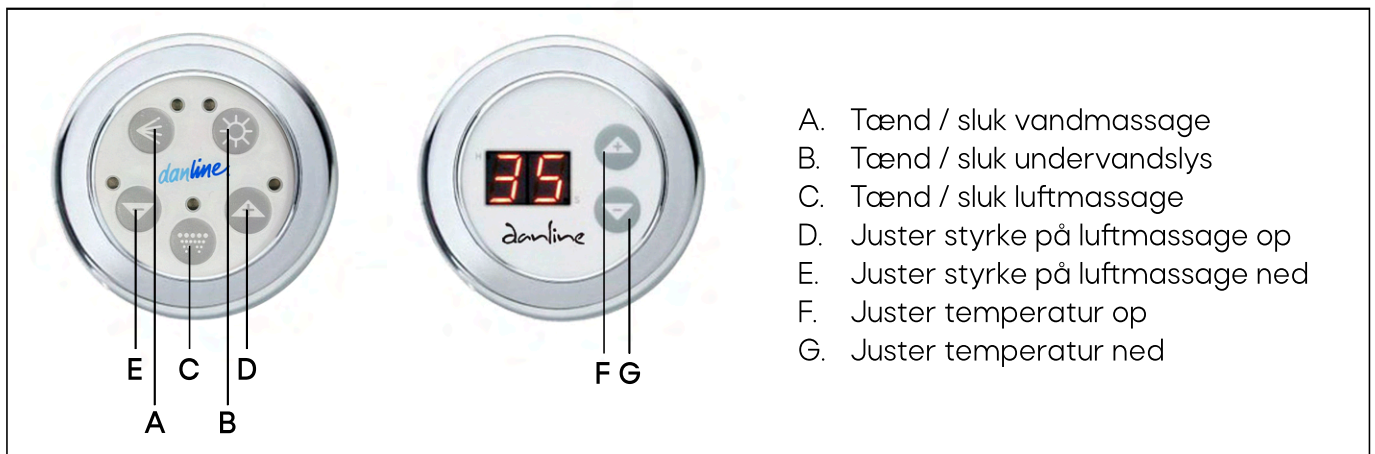 danline
35
danline
E C D
A B
F G
A. Tænd / sluk vandmassage
B. Tænd / sluk undervandslys
C. Tænd / sluk luftmassage
D. Juster styrke på luftmassage op
E. Juster styrke på luftmassage ned
F. Juster temperatur op
G. Juster temperatur ned